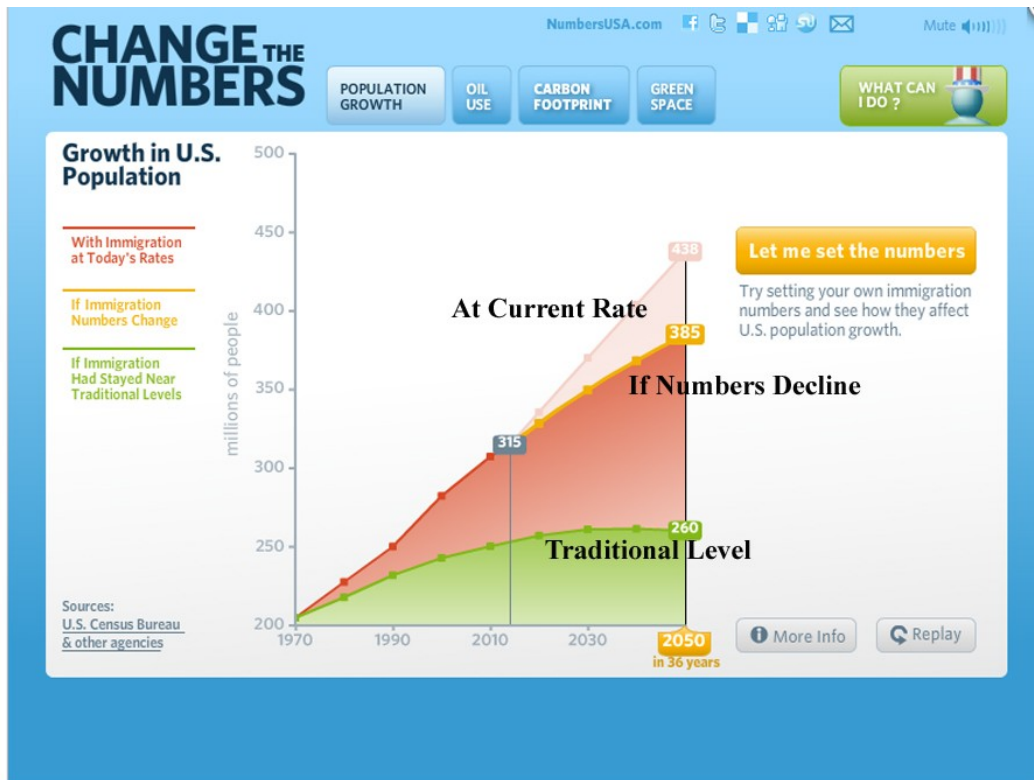 NumbersUSA.com
Mute
CHANGE THE
NUMBERS
POPULATION
GROWTH
OIL
USE
CARBON
FOOTPRINT
GREEN
SPACE
WHAT CAN
I DO ?
Growth in U.S.
Population
With Immigration
at Today's Rates
If Immigration
Numbers Change
If Immigration
Had Stayed Near
Traditional Levels
millions of people
500
450
400
350
300
250
200
438
At Current Rate
385
If Numbers Decline
315
260
Traditional Level
1970
1990
2010
2030
2050
in 36 years
Let me set the numbers
Try setting your own immigration
numbers and see how they affect
U.S. population growth.
Sources:
U.S. Census Bureau
& other agencies
More Info
Replay